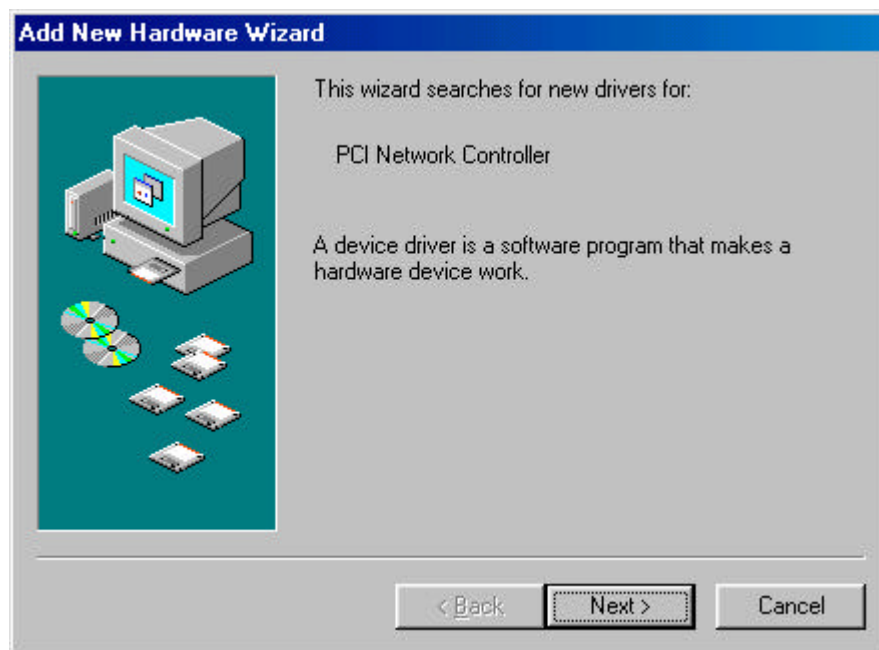 Add New Hardware Wizard
This wizard searches for new drivers for:
PCI Network Controller
A device driver is a software program that makes a
hardware device work.
< Back
Next >
Cancel